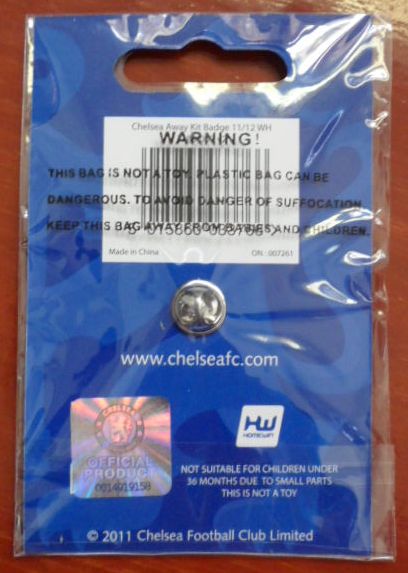 Chelsea Away Kit Badge 11/12 WH
WARNING!
THIS BAG IS NOT A TOY. PLASTIC BAG CAN BE
DANGEROUS. TO AVOID DANGER OF SUFFOCATION
KEEP THIS BAG AWAY FROM BABIES AND CHILDREN.
Made in China
ON: 007261
www.chelseafc.com
CHELSEA
OFFICIAL
PRODUCT
0014019158
HW
HOMEWIN
NOT SUITABLE FOR CHILDREN UNDER
36 MONTHS DUE TO SMALL PARTS
THIS IS NOT A TOY
© 2011 Chelsea Football Club Limited